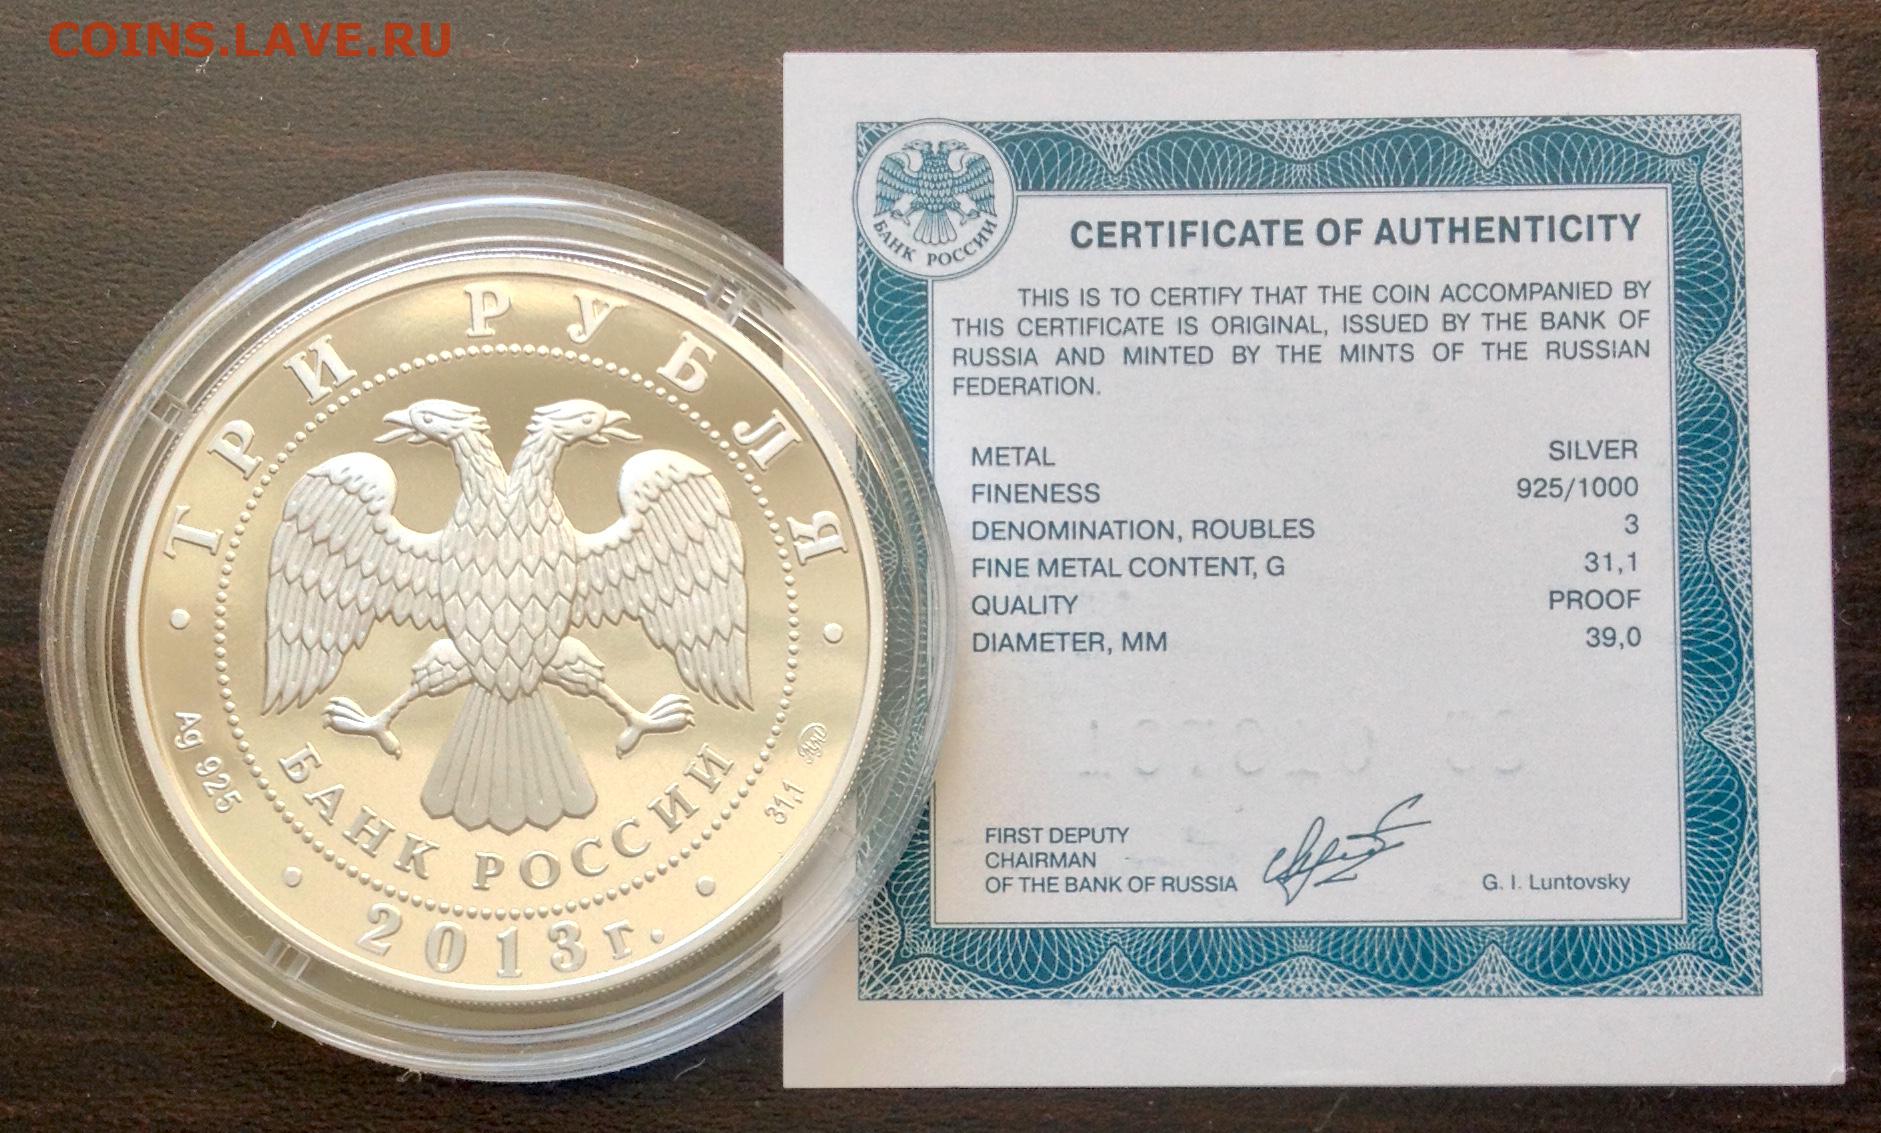 COINS.LAVE.RU
ТРИ РУБЛЯ
БАНК РОССИИ
Ag 925
31,1
2013 г.
БАНК РОССИИ
CERTIFICATE OF AUTHENTICITY
THIS IS TO CERTIFY THAT THE COIN ACCOMPANIED BY
THIS CERTIFICATE IS ORIGINAL, ISSUED BY THE BANK OF
RUSSIA AND MINTED BY THE MINTS OF THE RUSSIAN
FEDERATION.
METAL SILVER
FINENESS 925/1000
DENOMINATION, ROUBLES 3
FINE METAL CONTENT, G 31,1
QUALITY PROOF
DIAMETER, MM 39,0
FIRST DEPUTY
CHAIRMAN
OF THE BANK OF RUSSIA G. I. Luntovsky